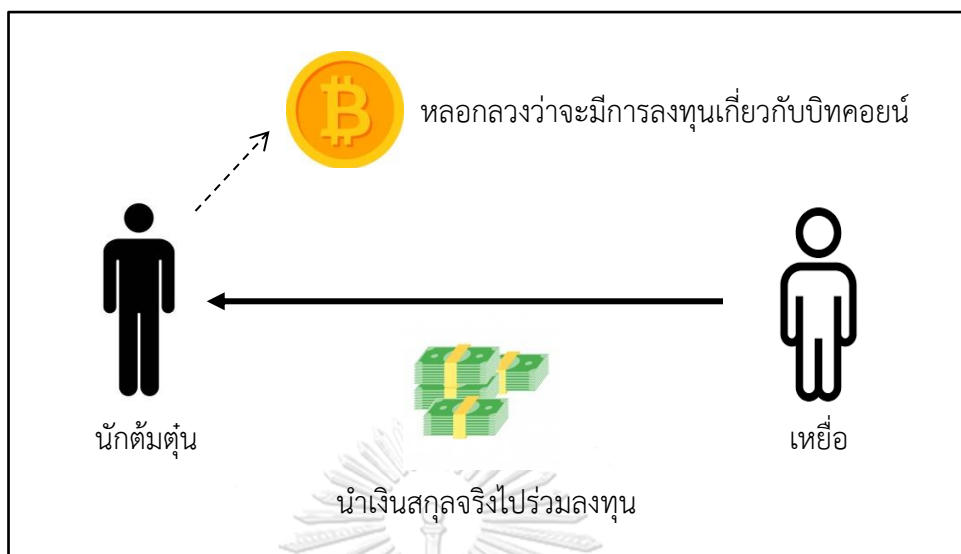 หลอกลวงว่าจะมีการลงทุนเกี่ยวกับบิทคอยน์
นักต้มตุ๋น
เหยื่อ
นำเงินสกุลจริงไปร่วมลงทุน